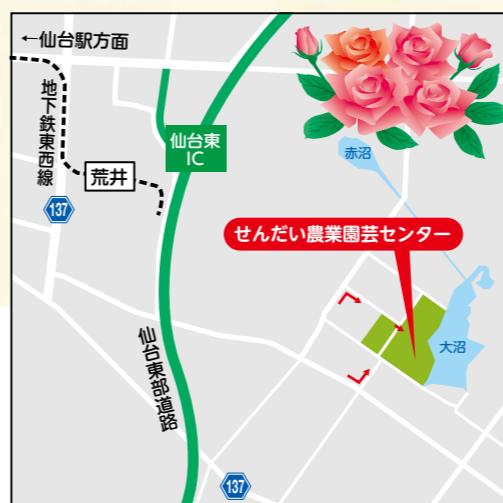 ←仙台駅方面
地下鉄東西線
荒井
137
仙台東
IC
赤沼
せんだい農業園芸センター
大沼
仙台東部道路
137